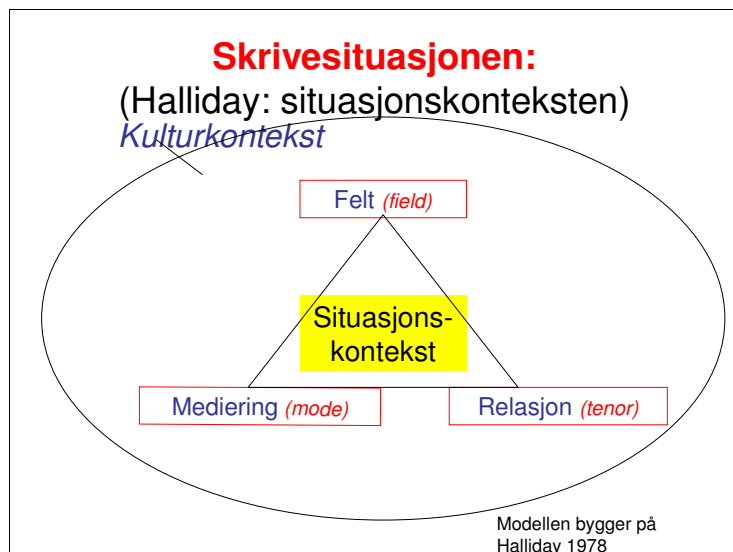 Skrivesituasjonen:
(Halliday: situasjonskonteksten)
Kulturkontekst
Felt (field)
Situasjons-
kontekst
Mediering (mode)
Relasjon (tenor)
Modellen bygger på
Halliday 1978